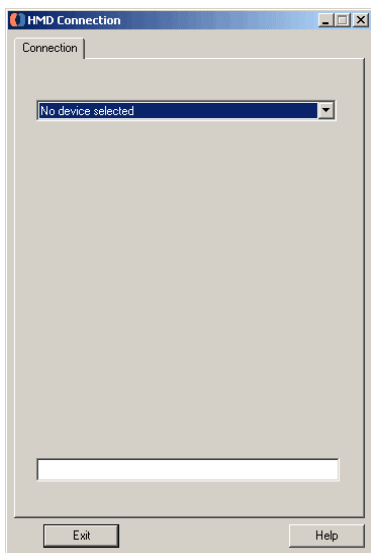 HMD Connection
Connection
No device selected
Exit
Help